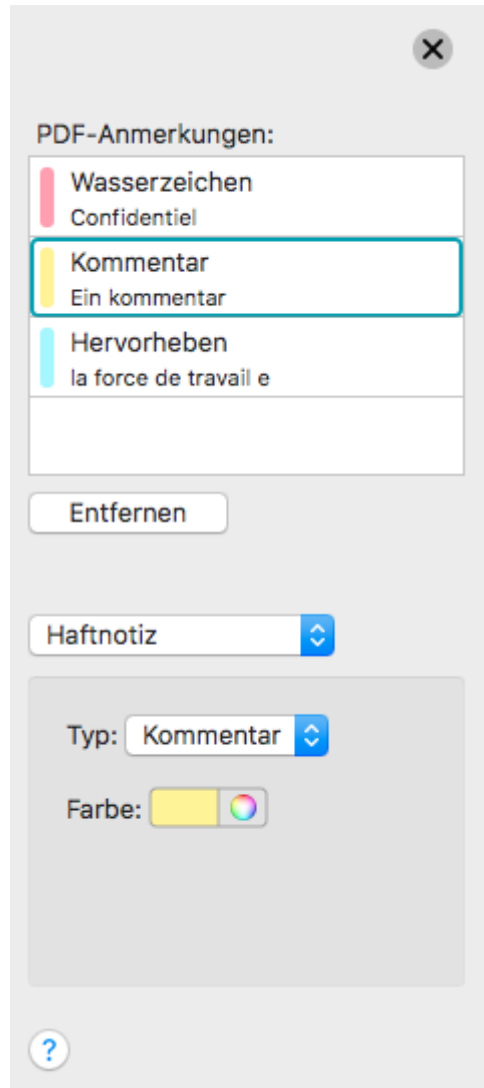 PDF-Anmerkungen:
Wasserzeichen
Confidentiel
Kommentar
Ein kommentar
Hervorheben
la force de travail e
Entfernen
Haftnotiz
Typ: Kommentar
Farbe:
?